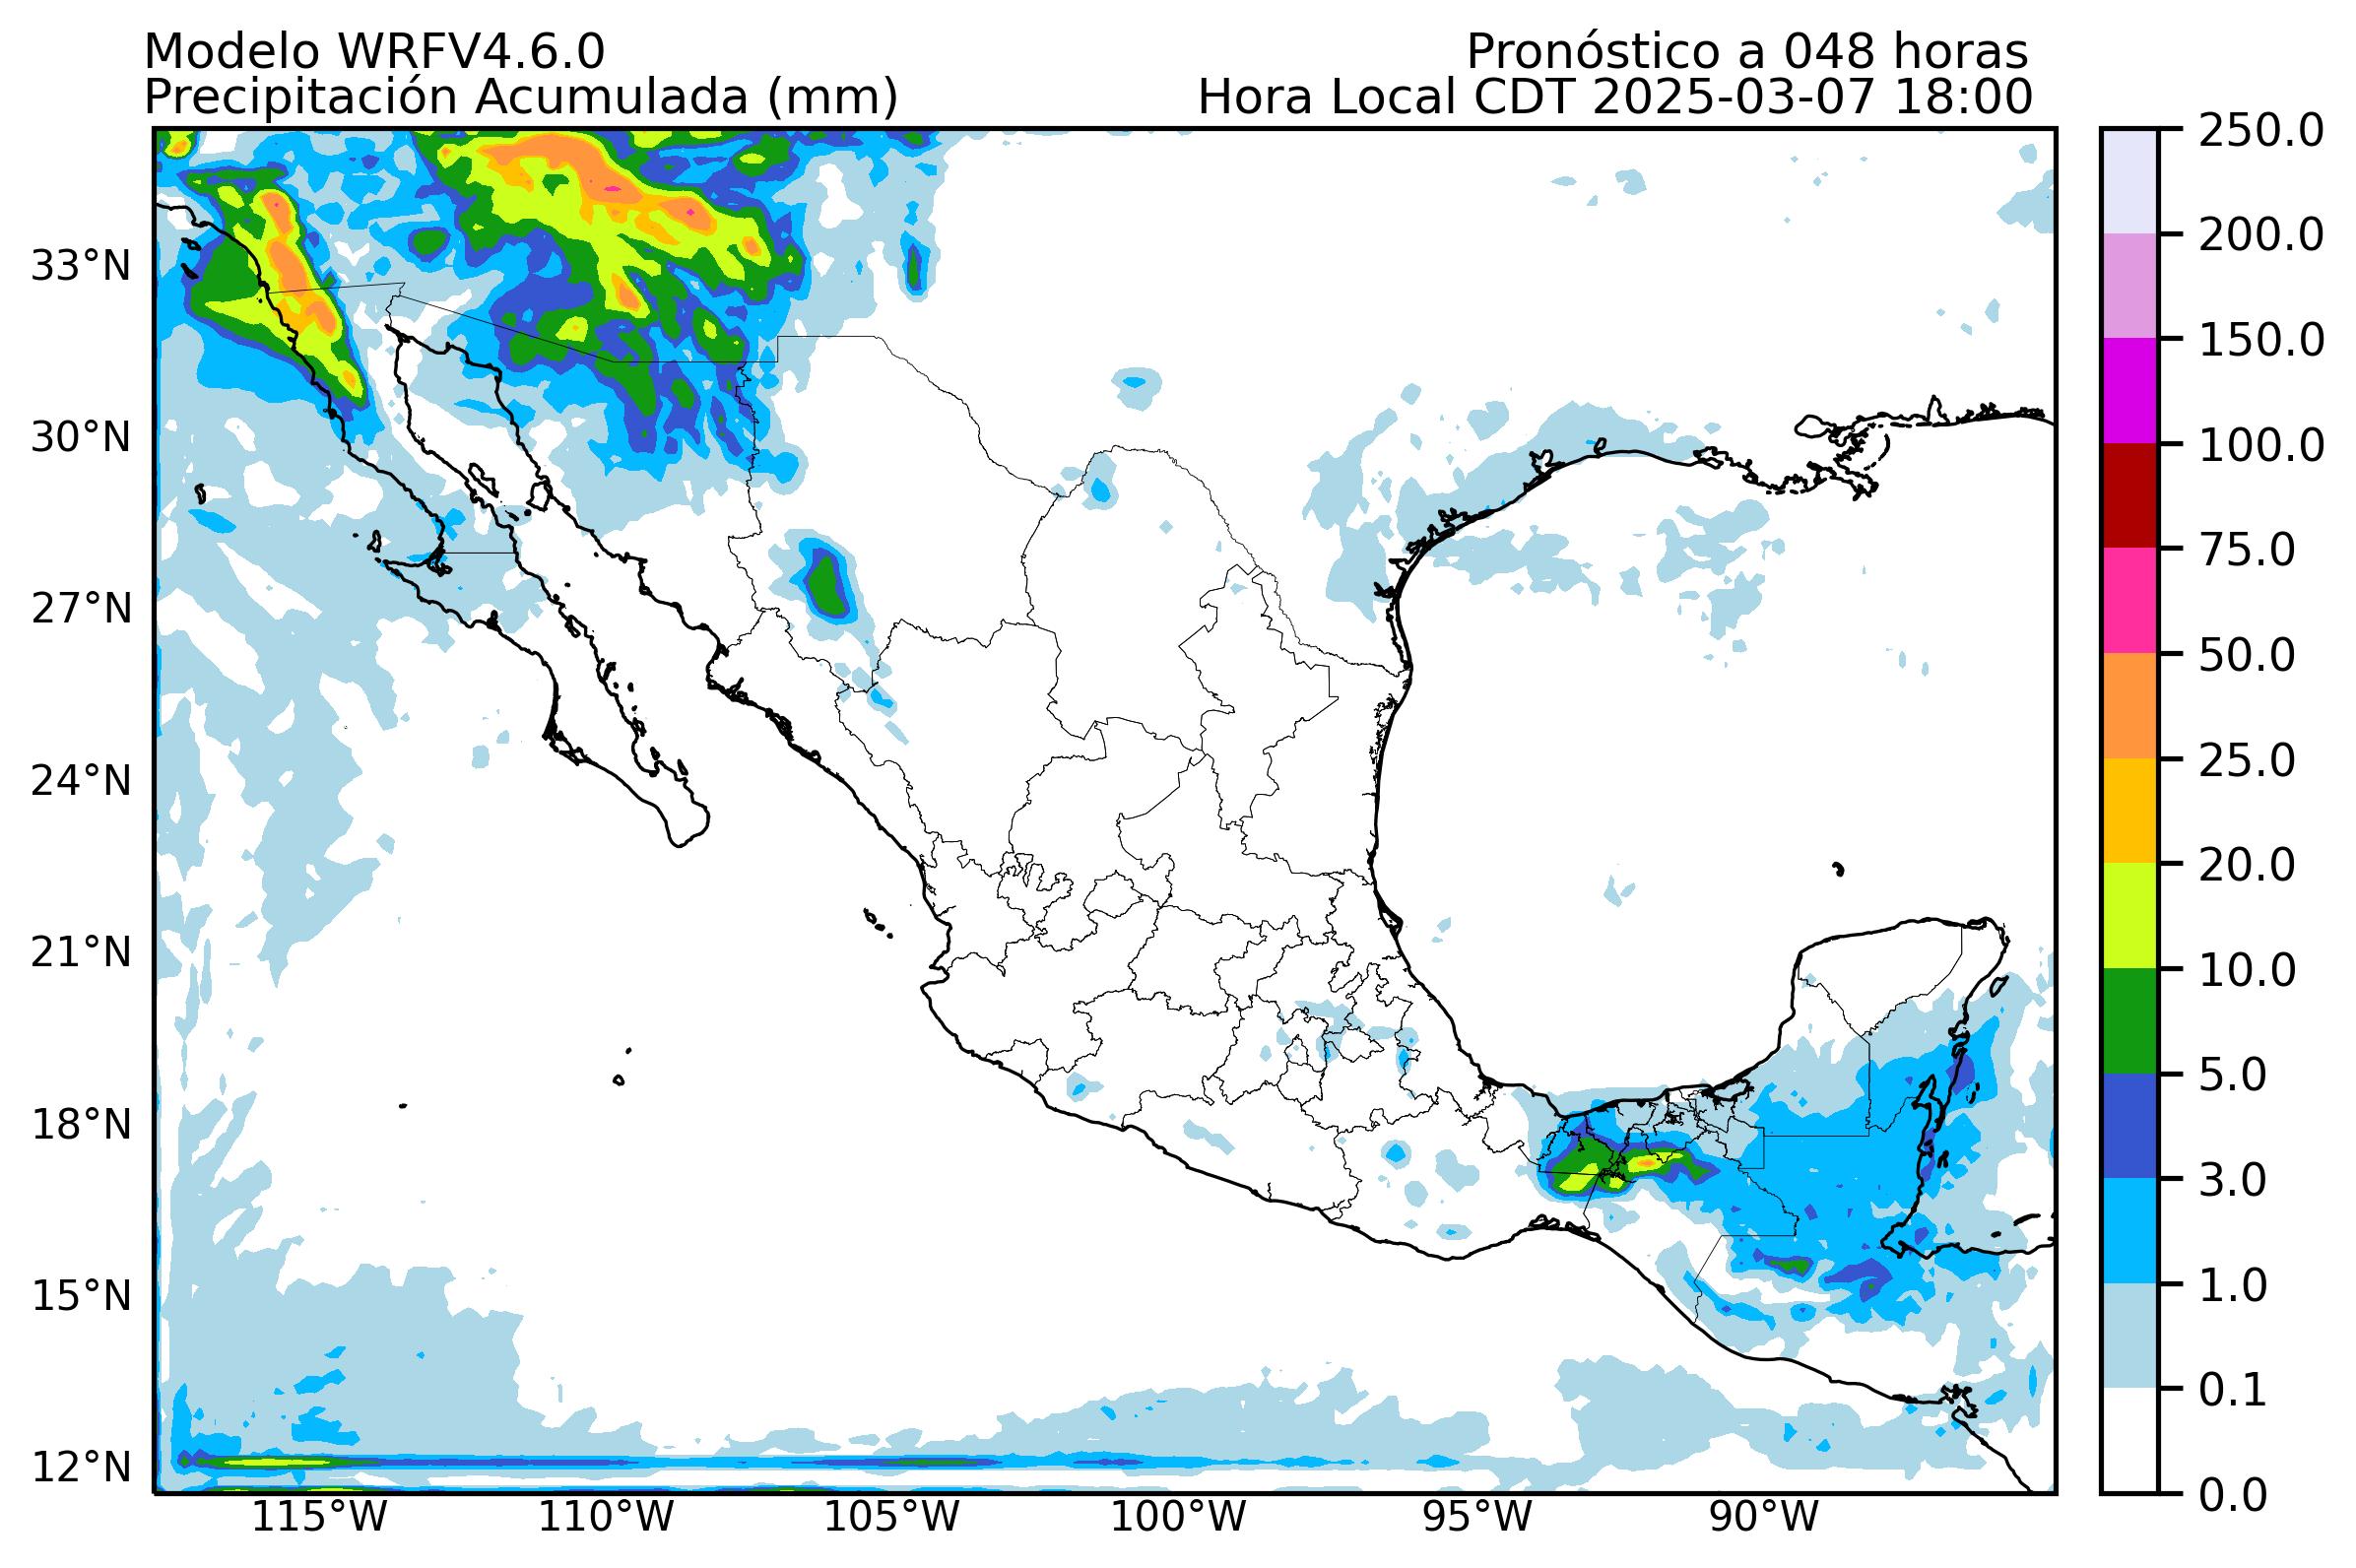 Modelo WRFV4.6.0
Pronóstico a 048 horas
Precipitación Acumulada (mm)
Hora Local CDT 2025-03-07 18:00
33°N
30°N
27°N
24°N
21°N
18°N
15°N
12°N
115°W
110°W
105°W
100°W
95°W
90°W
250.0
200.0
150.0
100.0
75.0
50.0
25.0
20.0
10.0
5.0
3.0
1.0
0.1
0.0